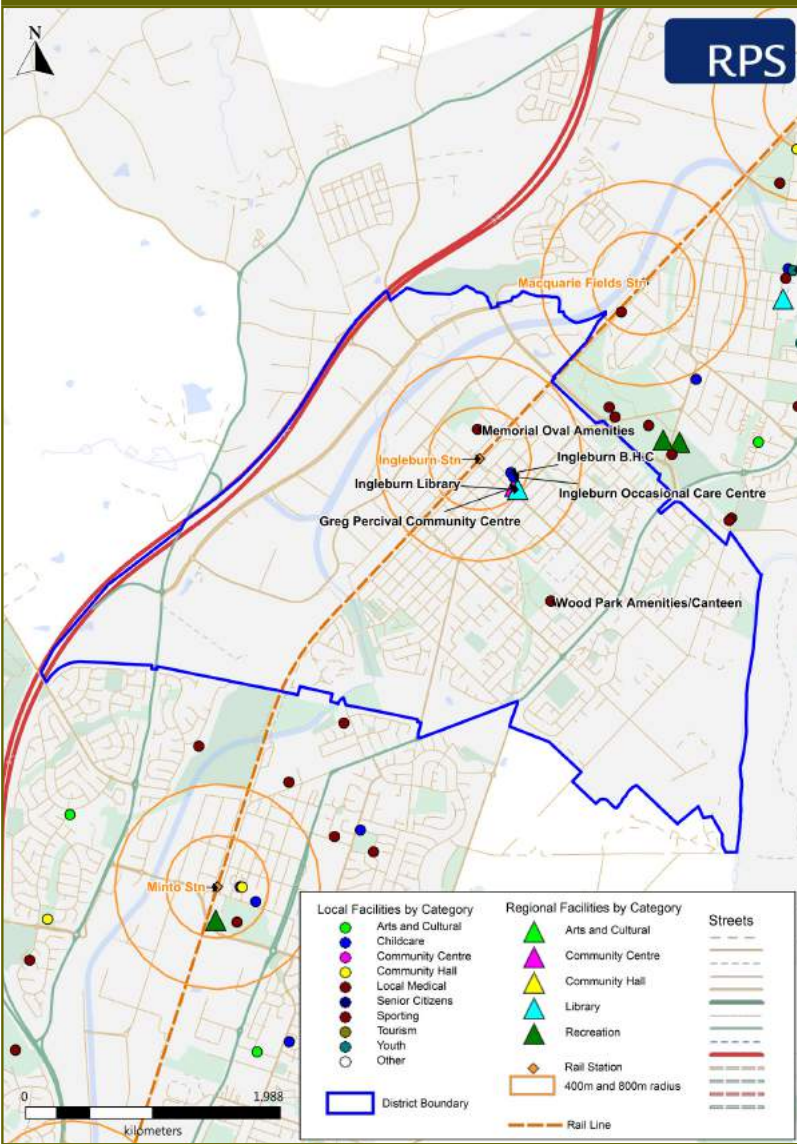 N
RPS
Macquarie Fields Stn
Memorial Oval Amenities
Ingleburn Stn
Ingleburn B.H.C
Ingleburn Library
Ingleburn Occasional Care Centre
Greg Percival Community Centre
Wood Park Amenities/Canteen
Minto Stn
Local Facilities by Category
Arts and Cultural
Childcare
Community Centre
Community Hall
Local Medical
Senior Citizens
Sporting
Tourism
Youth
Other
District Boundary
Regional Facilities by Category
Arts and Cultural
Community Centre
Community Hall
Library
Recreation
Rail Station
400m and 800m radius
Rail Line
Streets
0 1,988
kilometers